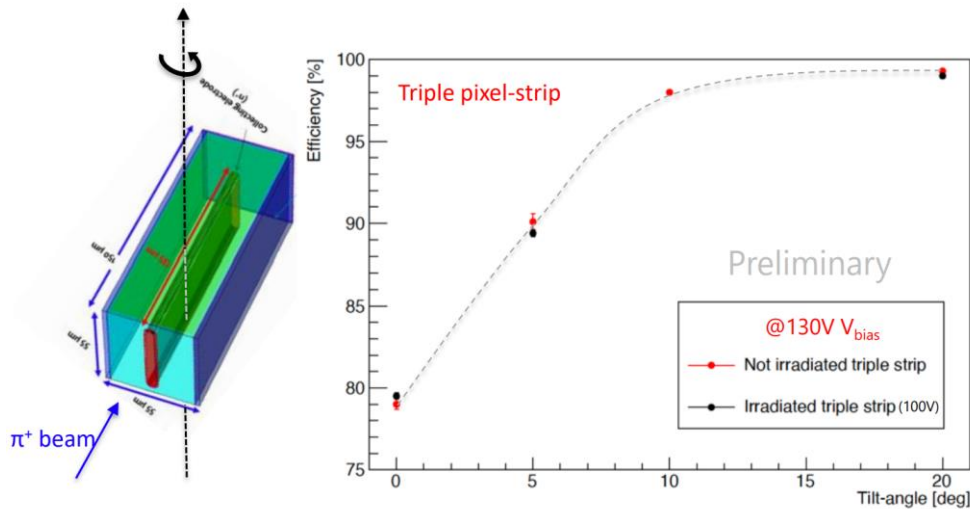 Collecting electrode
(n⁺)
150 µm
135 µm
55 µm
55 µm
π⁺ beam
Triple pixel-strip
Efficiency [%]
100
95
90
85
80
75
Preliminary
@130V V_bias
Not irradiated triple strip
Irradiated triple strip (100V)
0
5
10
15
20
Tilt-angle [deg]